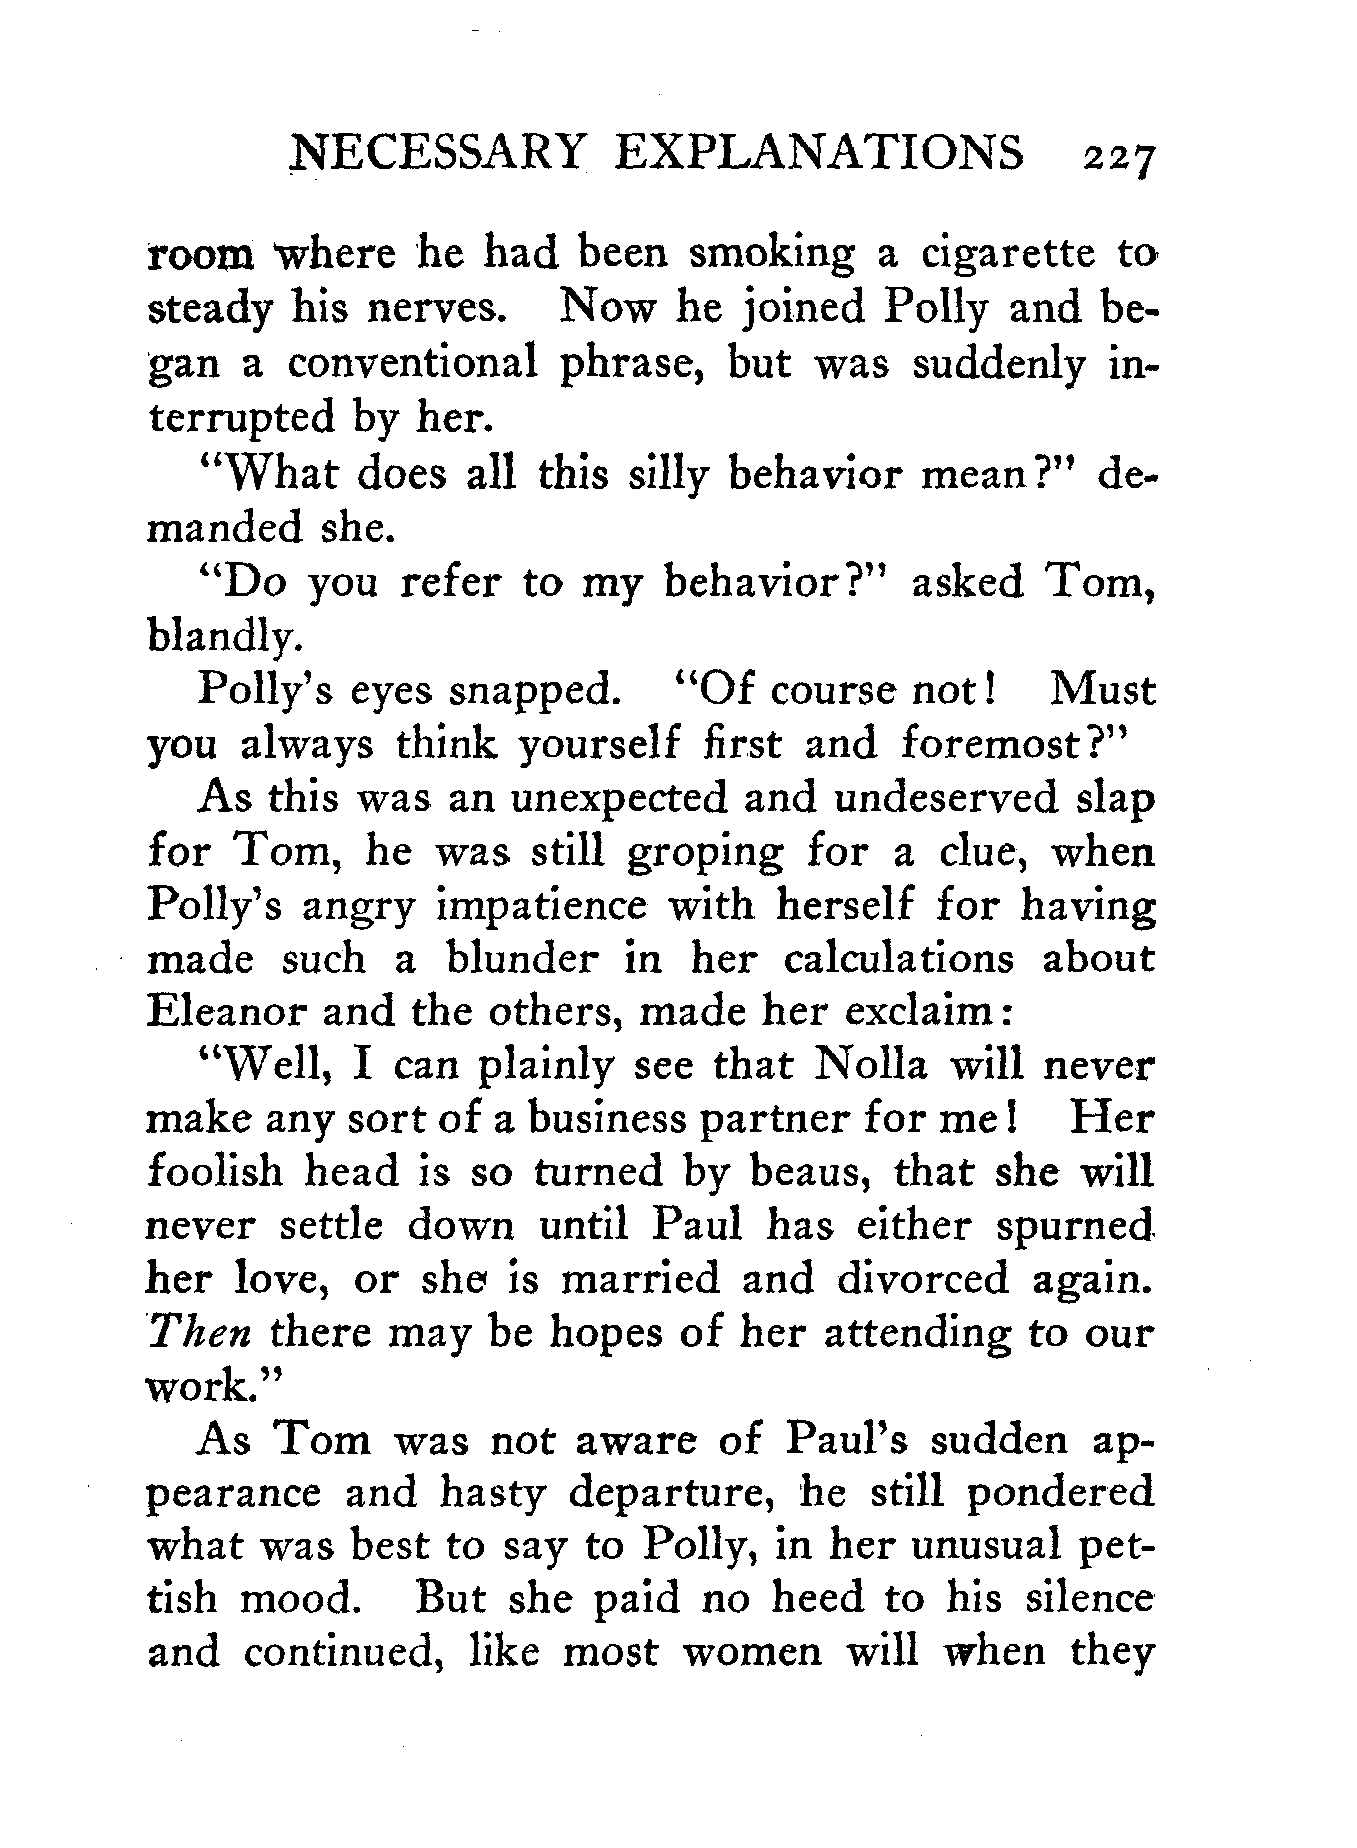 NECESSARY EXPLANATIONS 227
room where he had been smoking a cigarette to
steady his nerves. Now he joined Polly and be-
gan a conventional phrase, but was suddenly in-
terrupted by her.
“What does all this silly behavior mean?” de-
manded she.
“Do you refer to my behavior?” asked Tom,
blandly.
Polly’s eyes snapped. “Of course not! Must
you always think yourself first and foremost?”
As this was an unexpected and undeserved slap
for Tom, he was still groping for a clue, when
Polly’s angry impatience with herself for having
made such a blunder in her calculations about
Eleanor and the others, made her exclaim:
“Well, I can plainly see that Nolla will never
make any sort of a business partner for me! Her
foolish head is so turned by beaus, that she will
never settle down until Paul has either spurned
her love, or she is married and divorced again.
Then there may be hopes of her attending to our
work.”
As Tom was not aware of Paul’s sudden ap-
pearance and hasty departure, he still pondered
what was best to say to Polly, in her unusual pet-
tish mood. But she paid no heed to his silence
and continued, like most women will when they